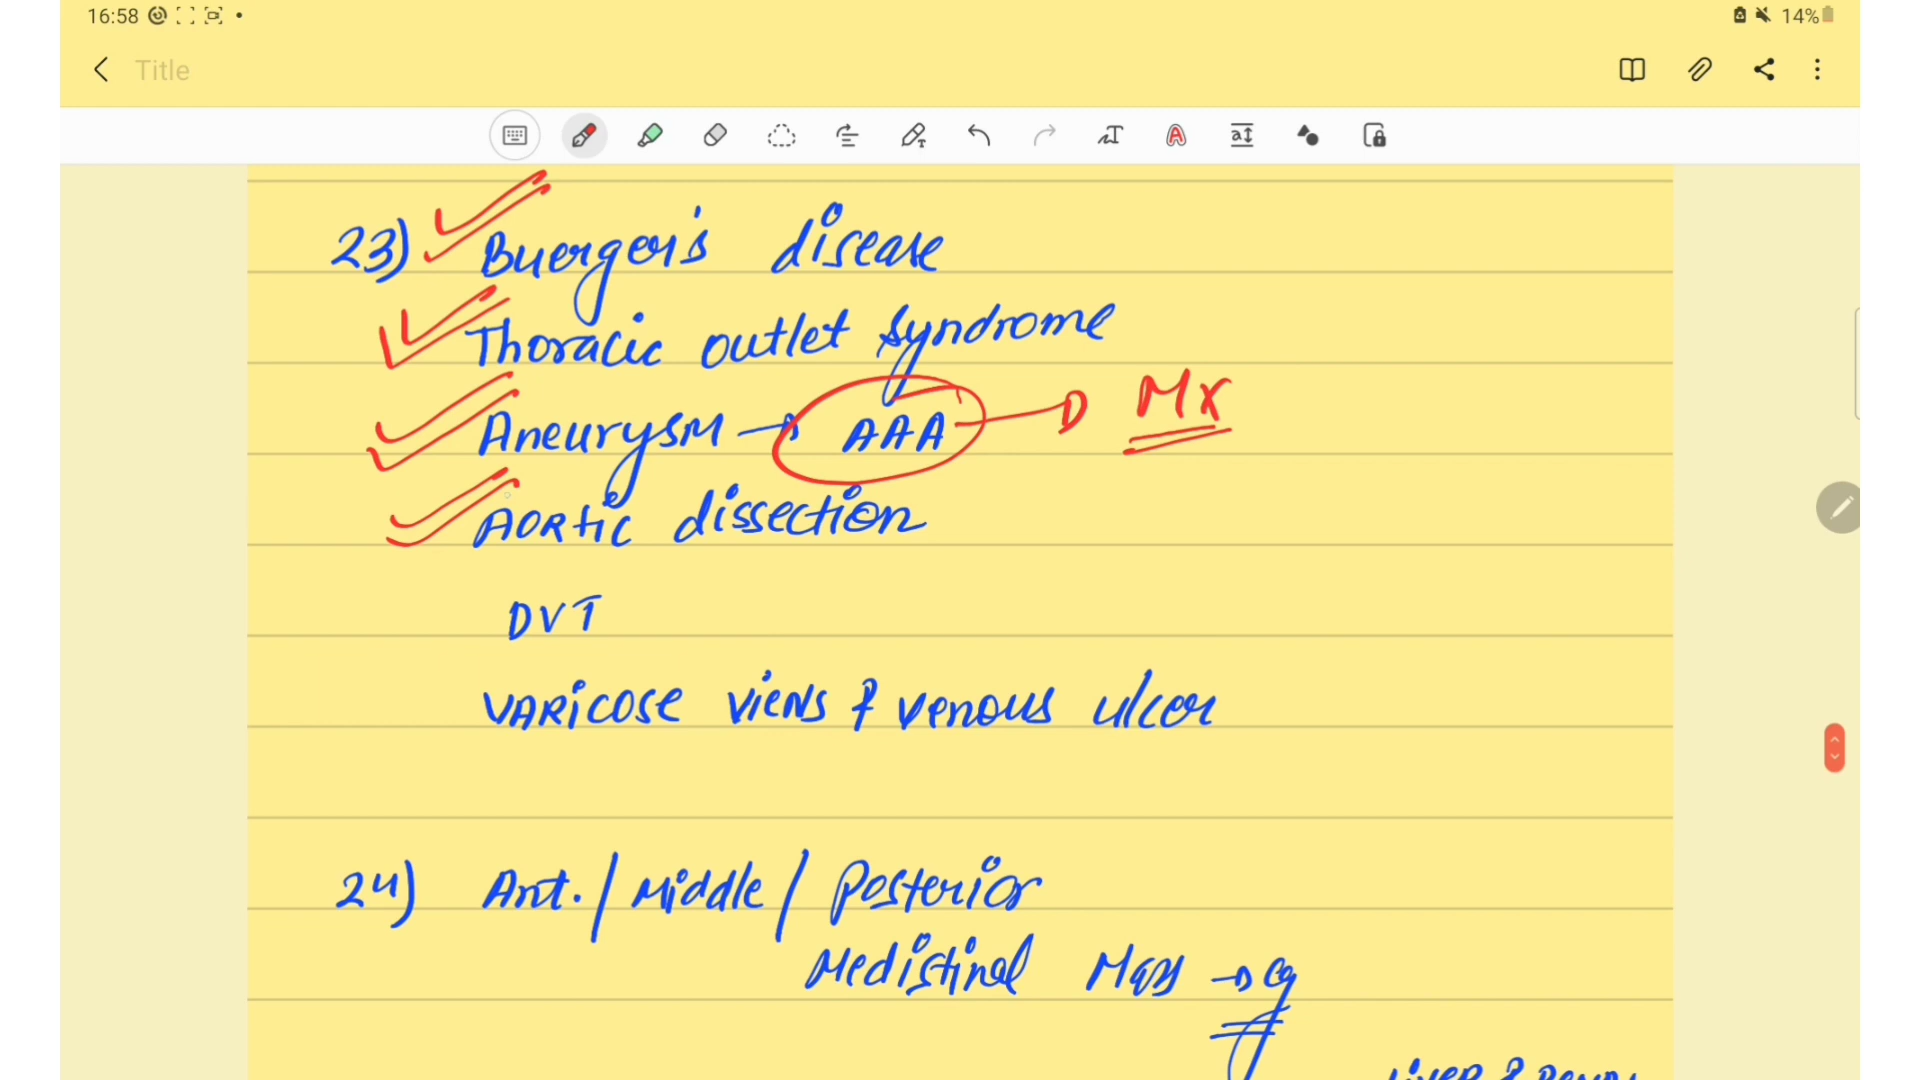 16:58 14%
Title
23) Buerger's disease
Thoracic outlet syndrome
Aneurysm → AAA → Mx
Aortic dissection
DVT
Varicose viens & venous ulcer
24) Ant. / Middle / Posterior
Medistinal Mass →
Liver &